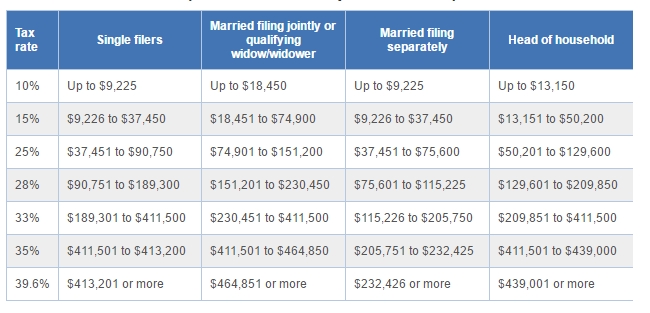 Tax rate | Single filers | Married filing jointly or qualifying widow/widower | Married filing separately | Head of household
10% | Up to $9,225 | Up to $18,450 | Up to $9,225 | Up to $13,150
15% | $9,226 to $37,450 | $18,451 to $74,900 | $9,226 to $37,450 | $13,151 to $50,200
25% | $37,451 to $90,750 | $74,901 to $151,200 | $37,451 to $75,600 | $50,201 to $129,600
28% | $90,751 to $189,300 | $151,201 to $230,450 | $75,601 to $115,225 | $129,601 to $209,850
33% | $189,301 to $411,500 | $230,451 to $411,500 | $115,226 to $205,750 | $209,851 to $411,500
35% | $411,501 to $413,200 | $411,501 to $464,850 | $205,751 to $232,425 | $411,501 to $439,000
39.6% | $413,201 or more | $464,851 or more | $232,426 or more | $439,001 or more